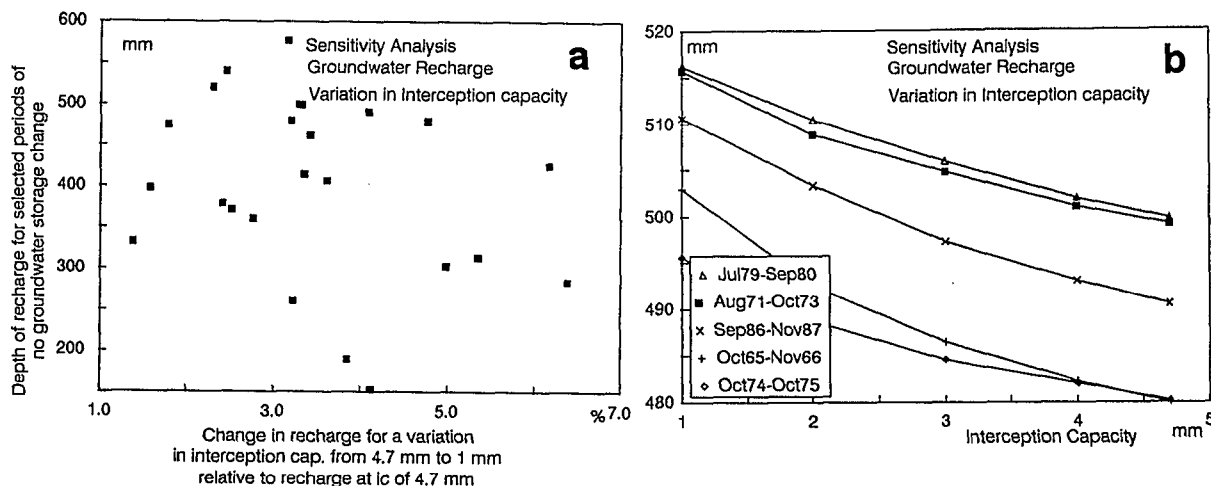 600
500
400
300
200
mm
Sensitivity Analysis
Groundwater Recharge
Variation in Interception capacity
a
Depth of recharge for selected periods of
no groundwater storage change
1.0
3.0
5.0
%7.0
Change in recharge for a variation
in interception cap. from 4.7 mm to 1 mm
relative to recharge at Ic of 4.7 mm
520
510
500
490
480
mm
Sensitivity Analysis
Groundwater Recharge
Variation in Interception capacity
b
Jul79-Sep80
Aug71-Oct73
Sep86-Nov87
Oct65-Nov66
Oct74-Oct75
1
2
3
4
5
Interception Capacity
mm